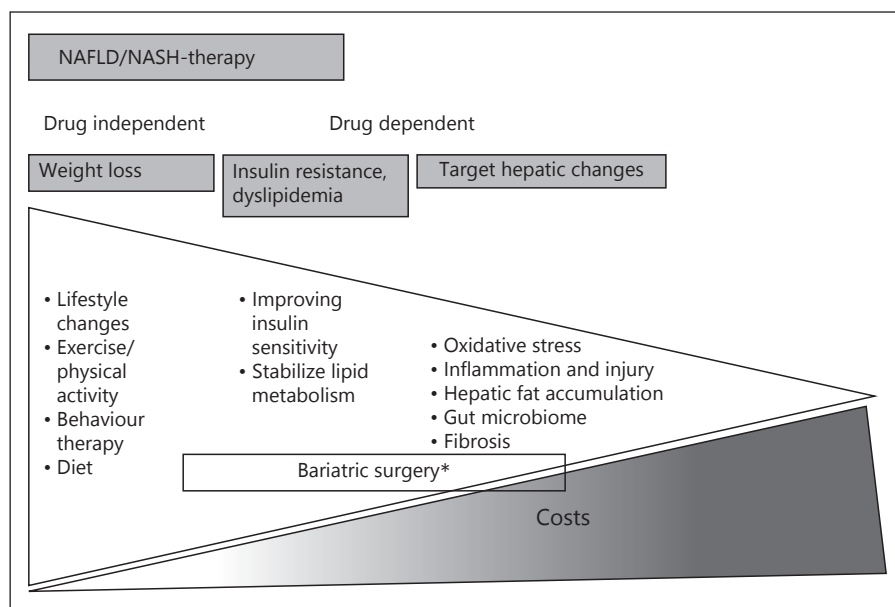 NAFLD/NASH-therapy
Drug independent
Drug dependent
Weight loss
Insulin resistance,
dyslipidemia
Target hepatic changes
• Lifestyle
changes
• Exercise/
physical
activity
• Behaviour
therapy
• Diet
• Improving
insulin
sensitivity
• Stabilize lipid
metabolism
• Oxidative stress
• Inflammation and injury
• Hepatic fat accumulation
• Gut microbiome
• Fibrosis
Bariatric surgery*
Costs